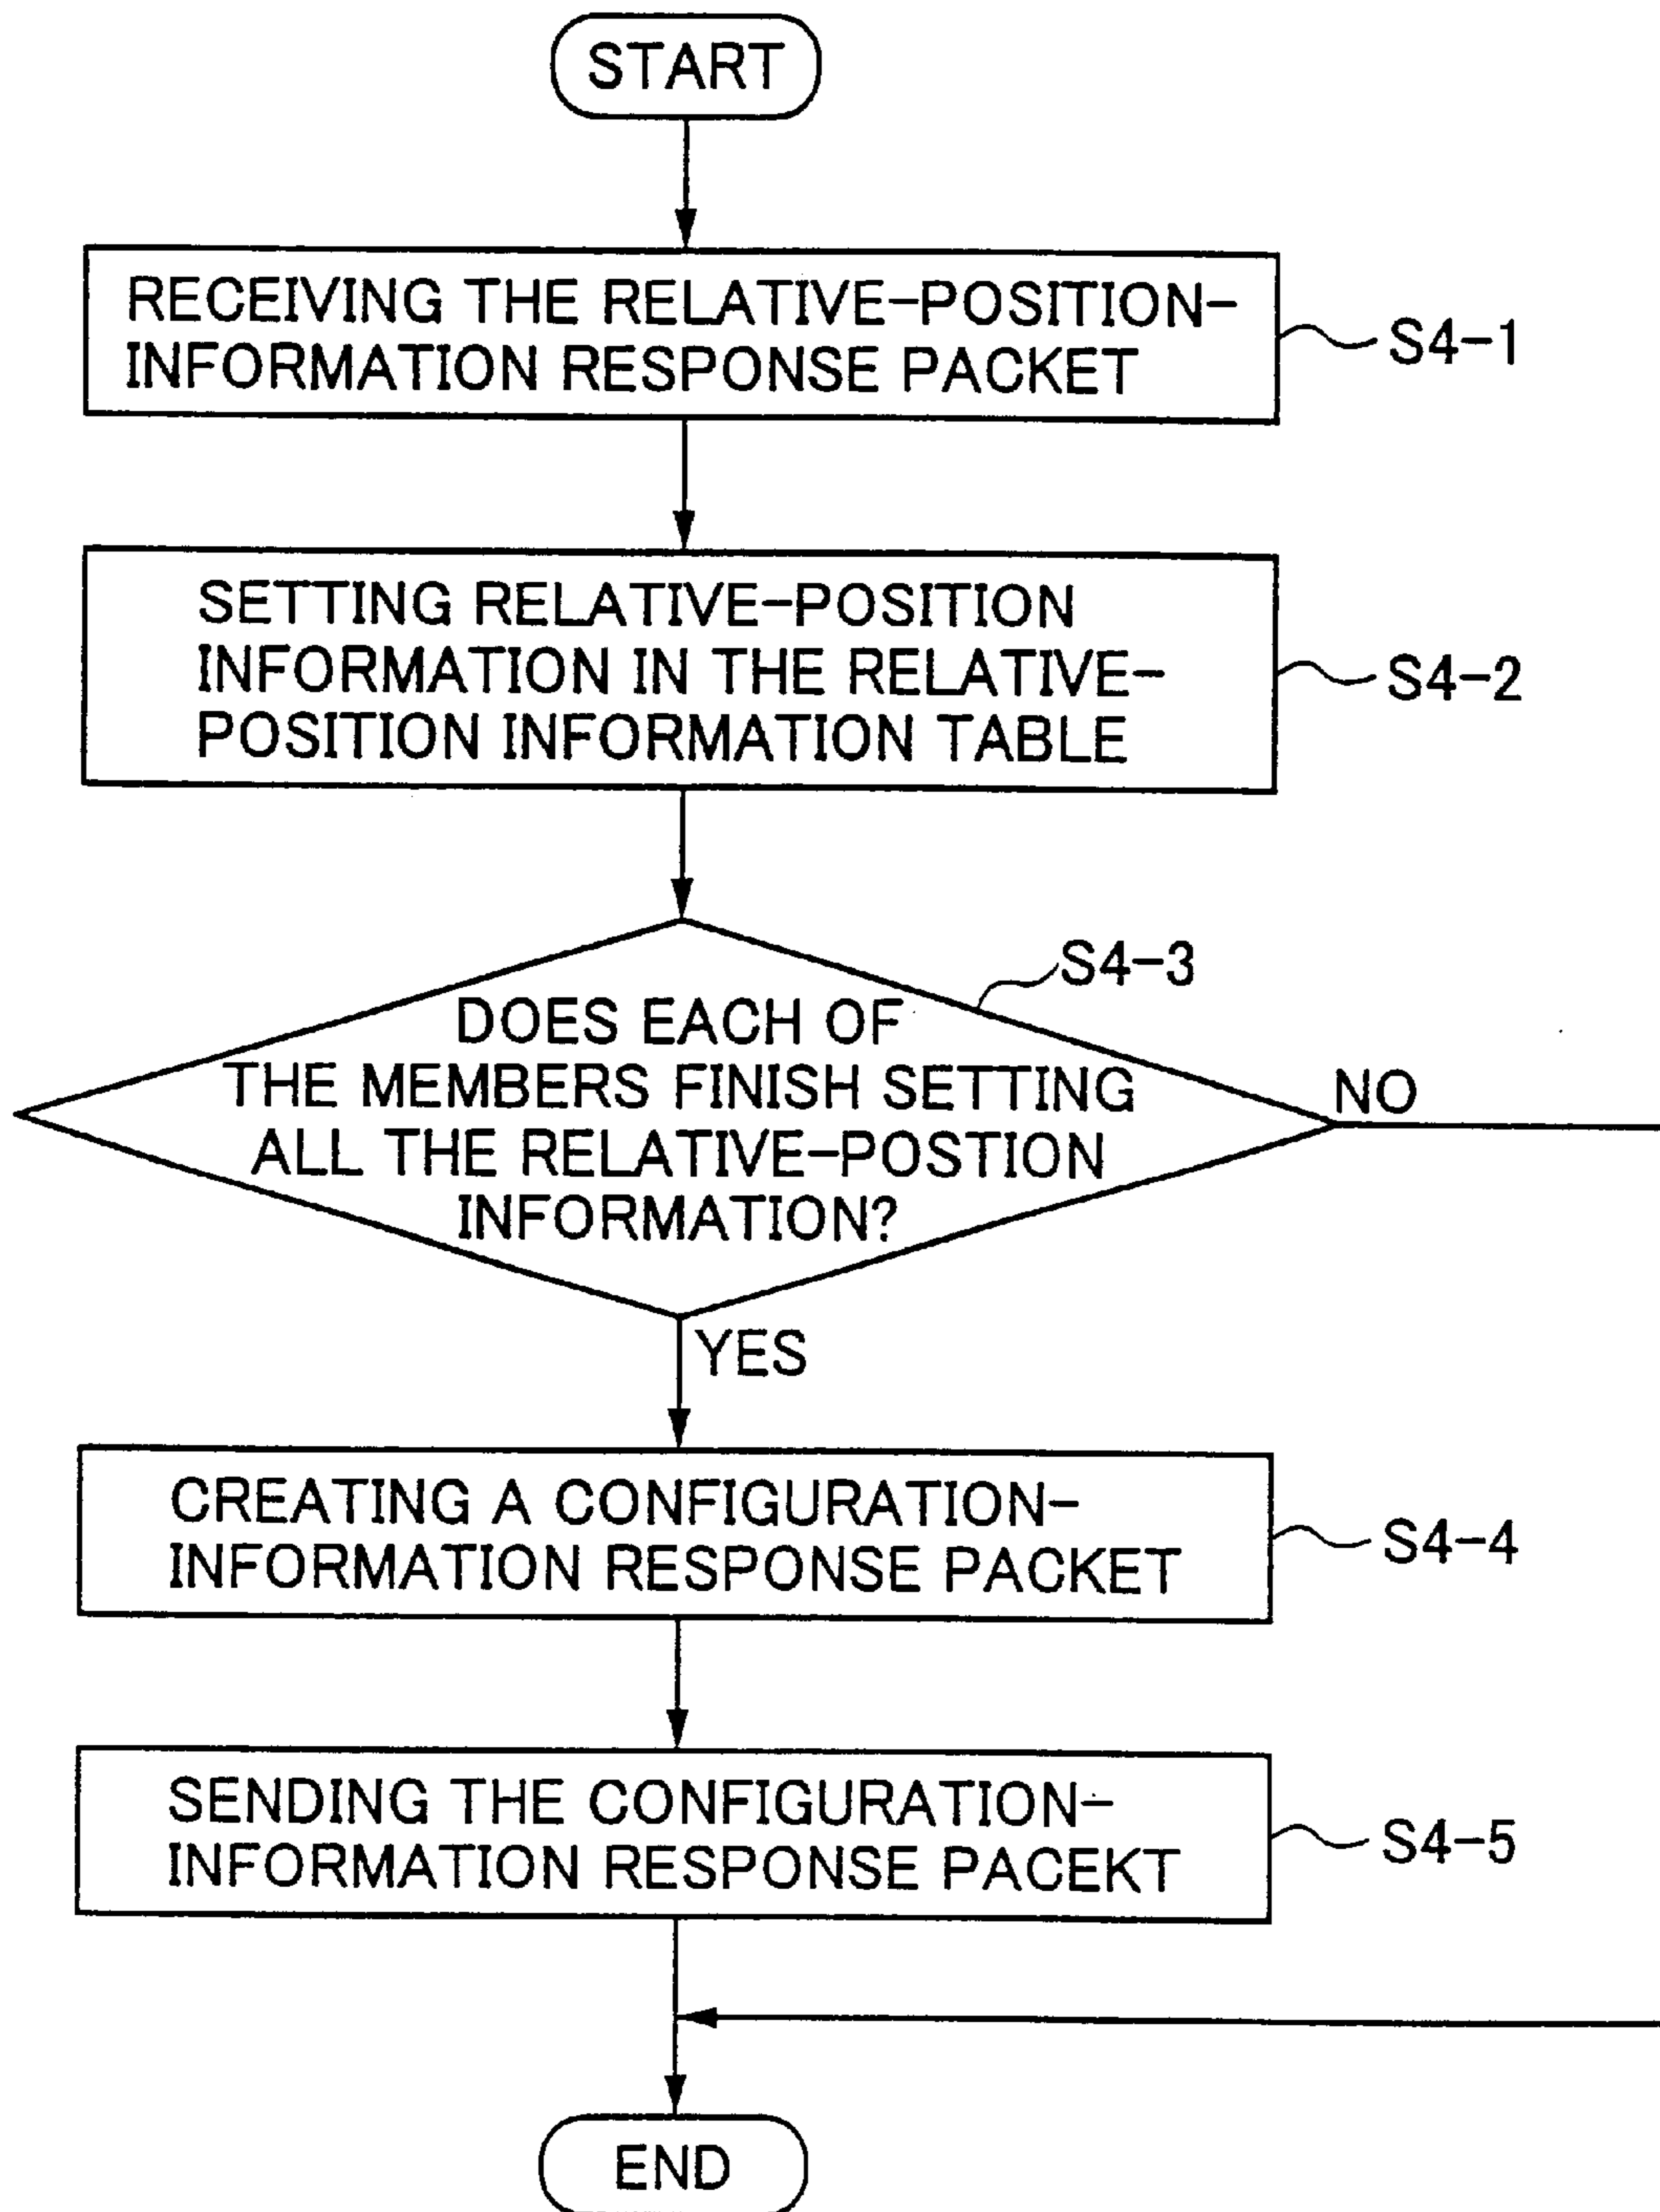 START
RECEIVING THE RELATIVE-POSITION-
INFORMATION RESPONSE PACKET
S4-1
SETTING RELATIVE-POSITION
INFORMATION IN THE RELATIVE-
POSITION INFORMATION TABLE
S4-2
S4-3
DOES EACH OF
THE MEMBERS FINISH SETTING
ALL THE RELATIVE-POSTION
INFORMATION?
NO
YES
CREATING A CONFIGURATION-
INFORMATION RESPONSE PACKET
S4-4
SENDING THE CONFIGURATION-
INFORMATION RESPONSE PACEKT
S4-5
END